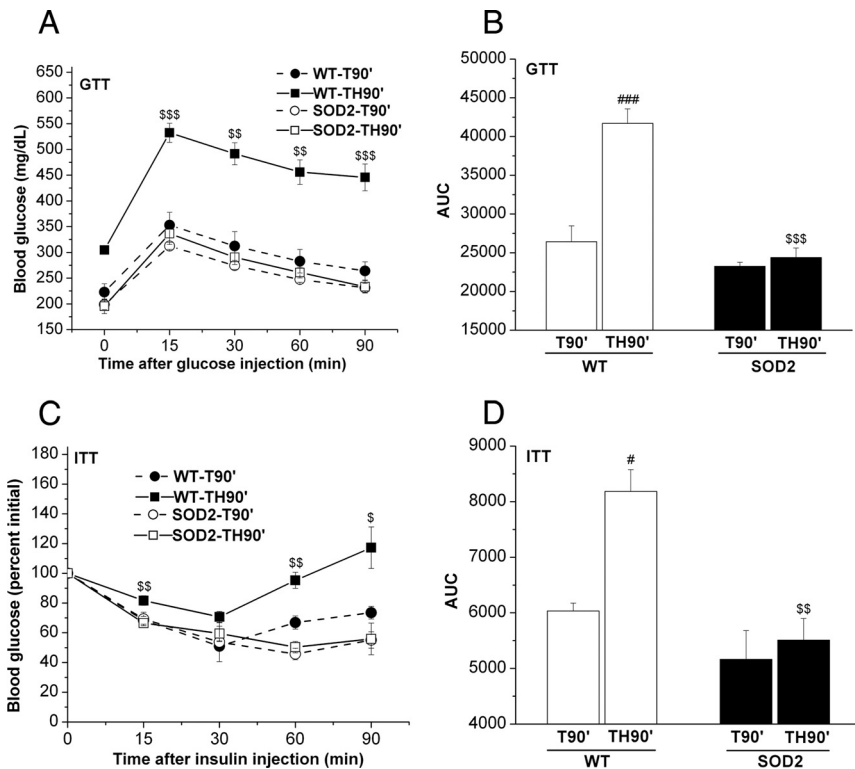 A
GTT
WT-T90'
WT-TH90'
SOD2-T90'
SOD2-TH90'
$$$
$$
$$
$$$
650
600
550
500
450
400
350
300
250
200
150
Blood glucose (mg/dL)
0 15 30 60 90
Time after glucose injection (min)
B
GTT
50000
45000
40000
35000
30000
25000
20000
15000
AUC
###
$$$
T90' TH90' T90' TH90'
WT SOD2
C
ITT
WT-T90'
WT-TH90'
SOD2-T90'
SOD2-TH90'
$$
$$
$
180
160
140
120
100
80
60
40
20
0
Blood glucose (percent initial)
0 15 30 60 90
Time after insulin injection (min)
D
ITT
9000
8000
7000
6000
5000
4000
AUC
#
$$
T90' TH90' T90' TH90'
WT SOD2